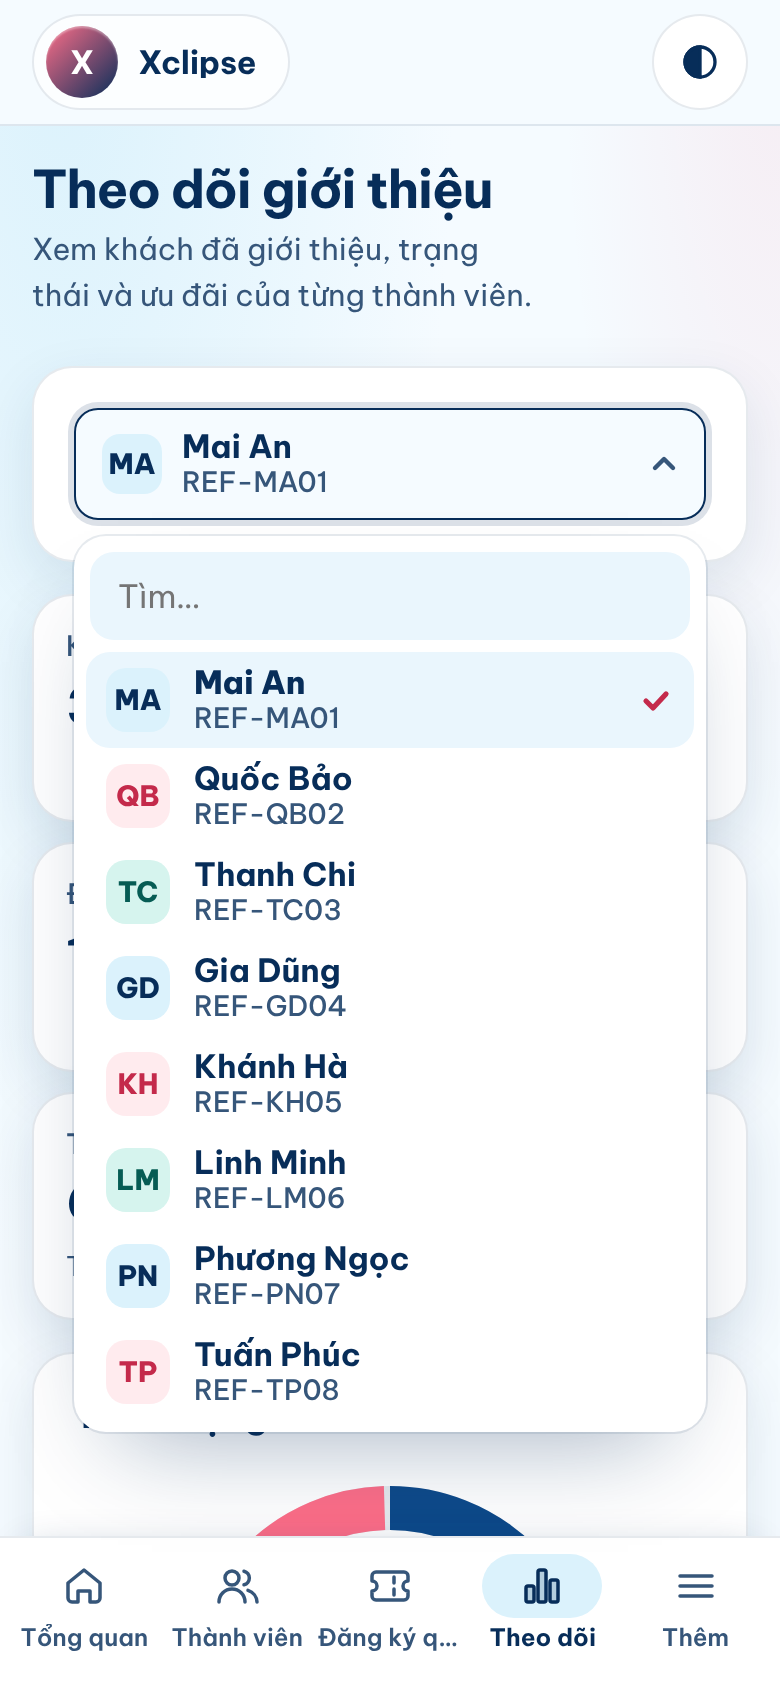 X Xclipse
Theo dõi giới thiệu
Xem khách đã giới thiệu, trạng
thái và ưu đãi của từng thành viên.
MA Mai An
REF-MA01
Tìm...
MA Mai An
REF-MA01
QB Quốc Bảo
REF-QB02
TC Thanh Chi
REF-TC03
GD Gia Dũng
REF-GD04
KH Khánh Hà
REF-KH05
LM Linh Minh
REF-LM06
PN Phương Ngọc
REF-PN07
TP Tuấn Phúc
REF-TP08
Tổng quan Thành viên Đăng ký q... Theo dõi Thêm